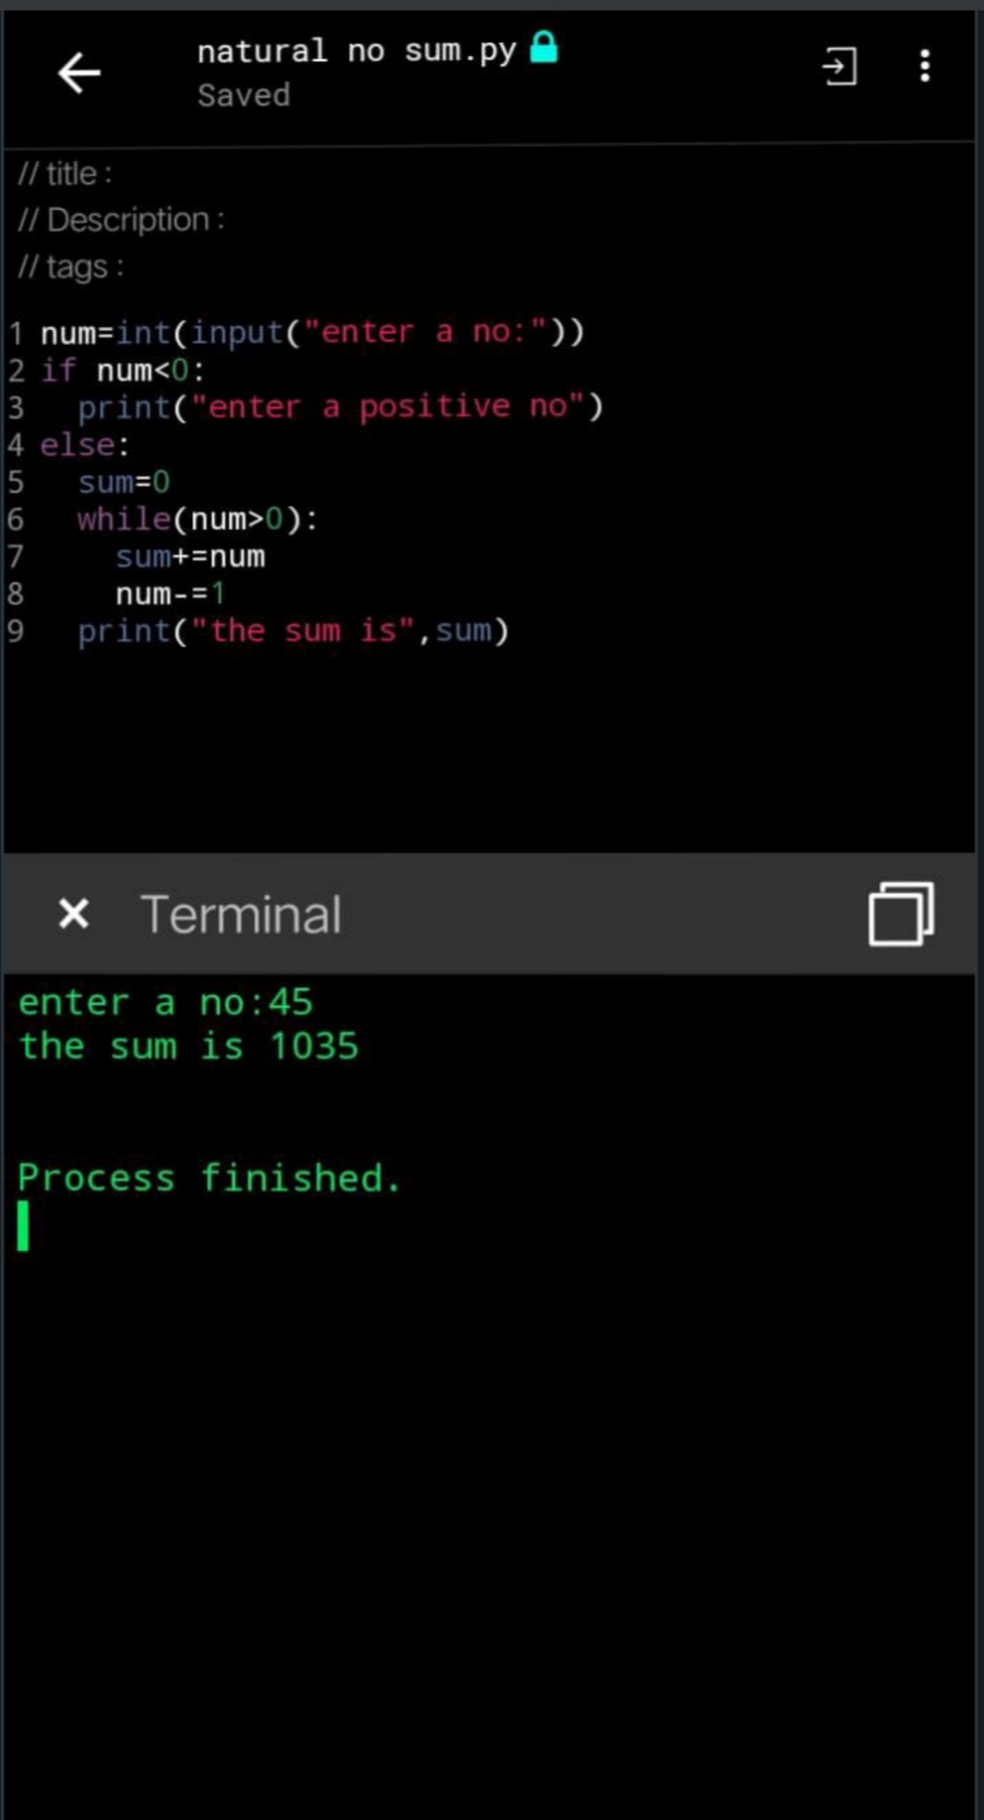 natural no sum.py
Saved
// title :
// Description :
// tags :
1 num=int(input("enter a no:"))
2 if num<0:
3   print("enter a positive no")
4 else:
5   sum=0
6   while(num>0):
7     sum+=num
8     num-=1
9   print("the sum is",sum)
Terminal
enter a no:45
the sum is 1035
Process finished.